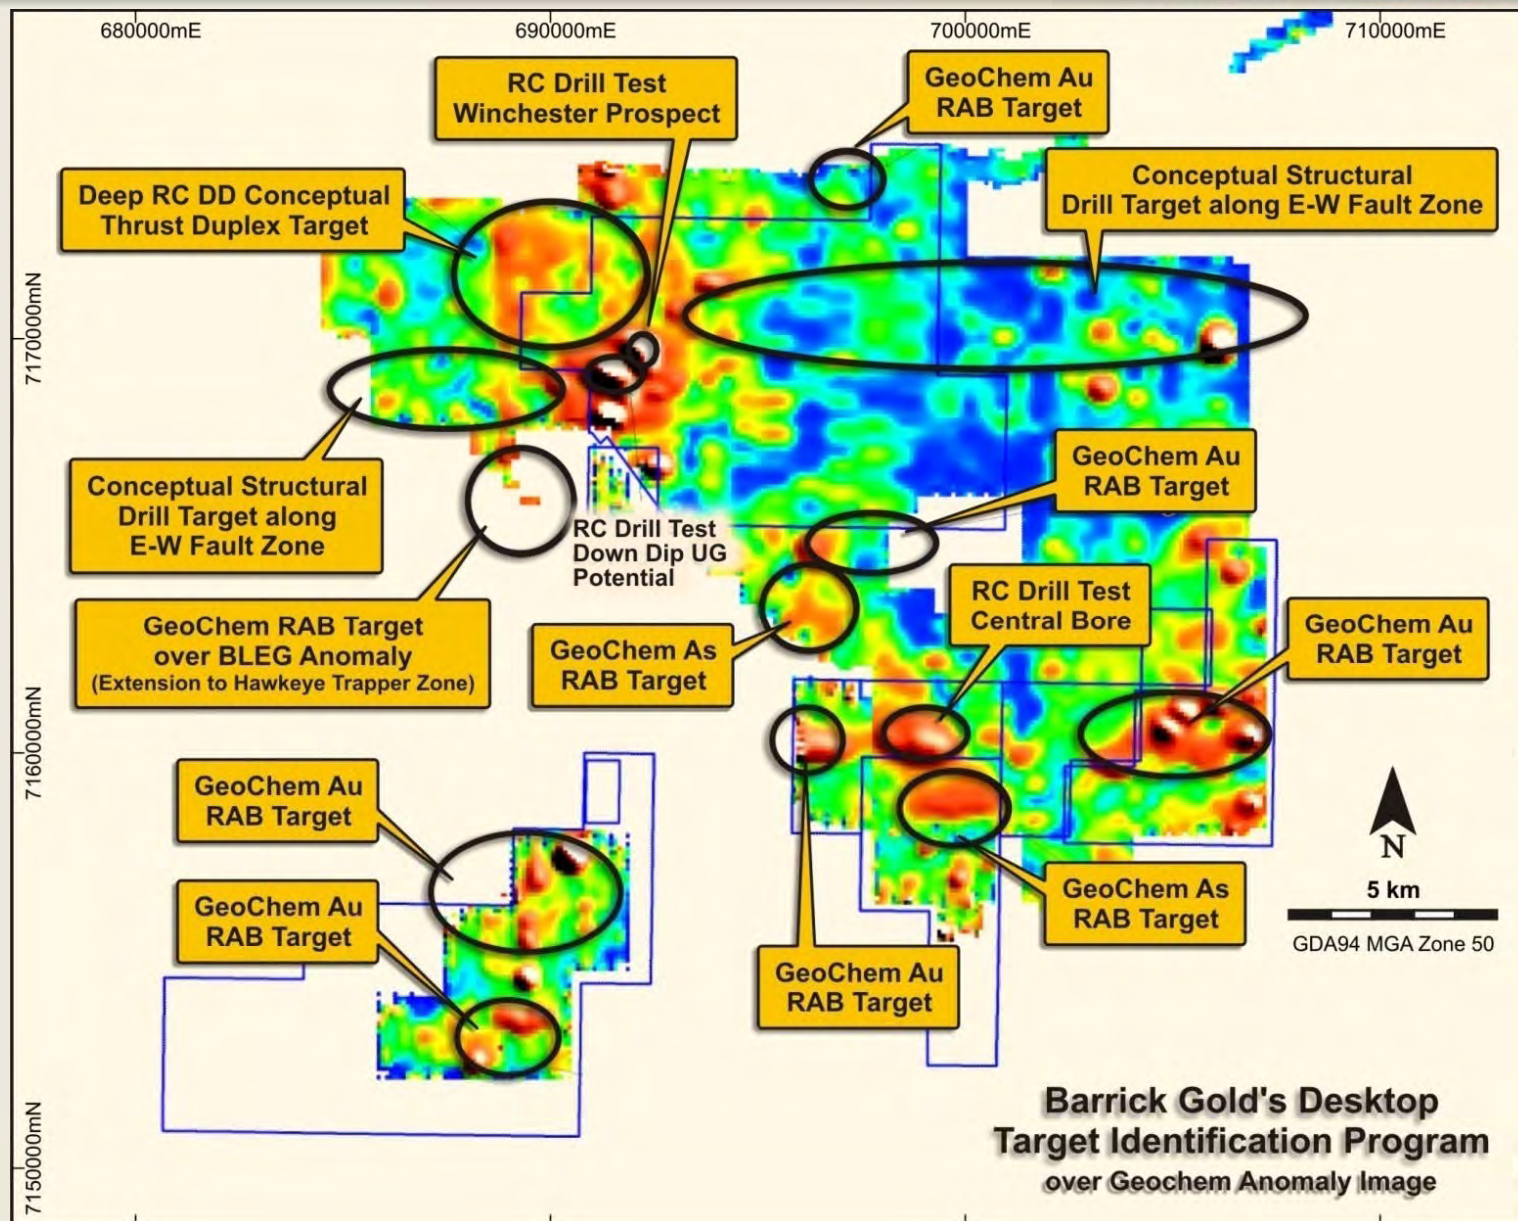 680000mE
690000mE
700000mE
710000mE
RC Drill Test
Winchester Prospect
GeoChem Au
RAB Target
Deep RC DD Conceptual
Thrust Duplex Target
Conceptual Structural
Drill Target along E-W Fault Zone
7170000mN
Conceptual Structural
Drill Target along
E-W Fault Zone
GeoChem Au
RAB Target
RC Drill Test
Down Dip UG
Potential
GeoChem RAB Target
over BLEG Anomaly
(Extension to Hawkeye Trapper Zone)
GeoChem As
RAB Target
RC Drill Test
Central Bore
GeoChem Au
RAB Target
7160000mN
GeoChem Au
RAB Target
GeoChem Au
RAB Target
GeoChem As
RAB Target
GeoChem Au
RAB Target
N
5 km
GDA94 MGA Zone 50
7150000mN
Barrick Gold's Desktop
Target Identification Program
over Geochem Anomaly Image